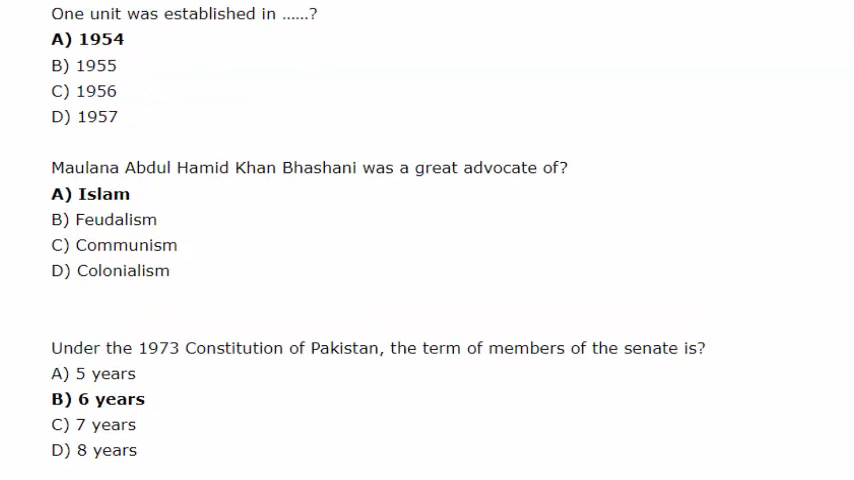 One unit was established in ......?
A) 1954
B) 1955
C) 1956
D) 1957
Maulana Abdul Hamid Khan Bhashani was a great advocate of?
A) Islam
B) Feudalism
C) Communism
D) Colonialism
Under the 1973 Constitution of Pakistan, the term of members of the senate is?
A) 5 years
B) 6 years
C) 7 years
D) 8 years